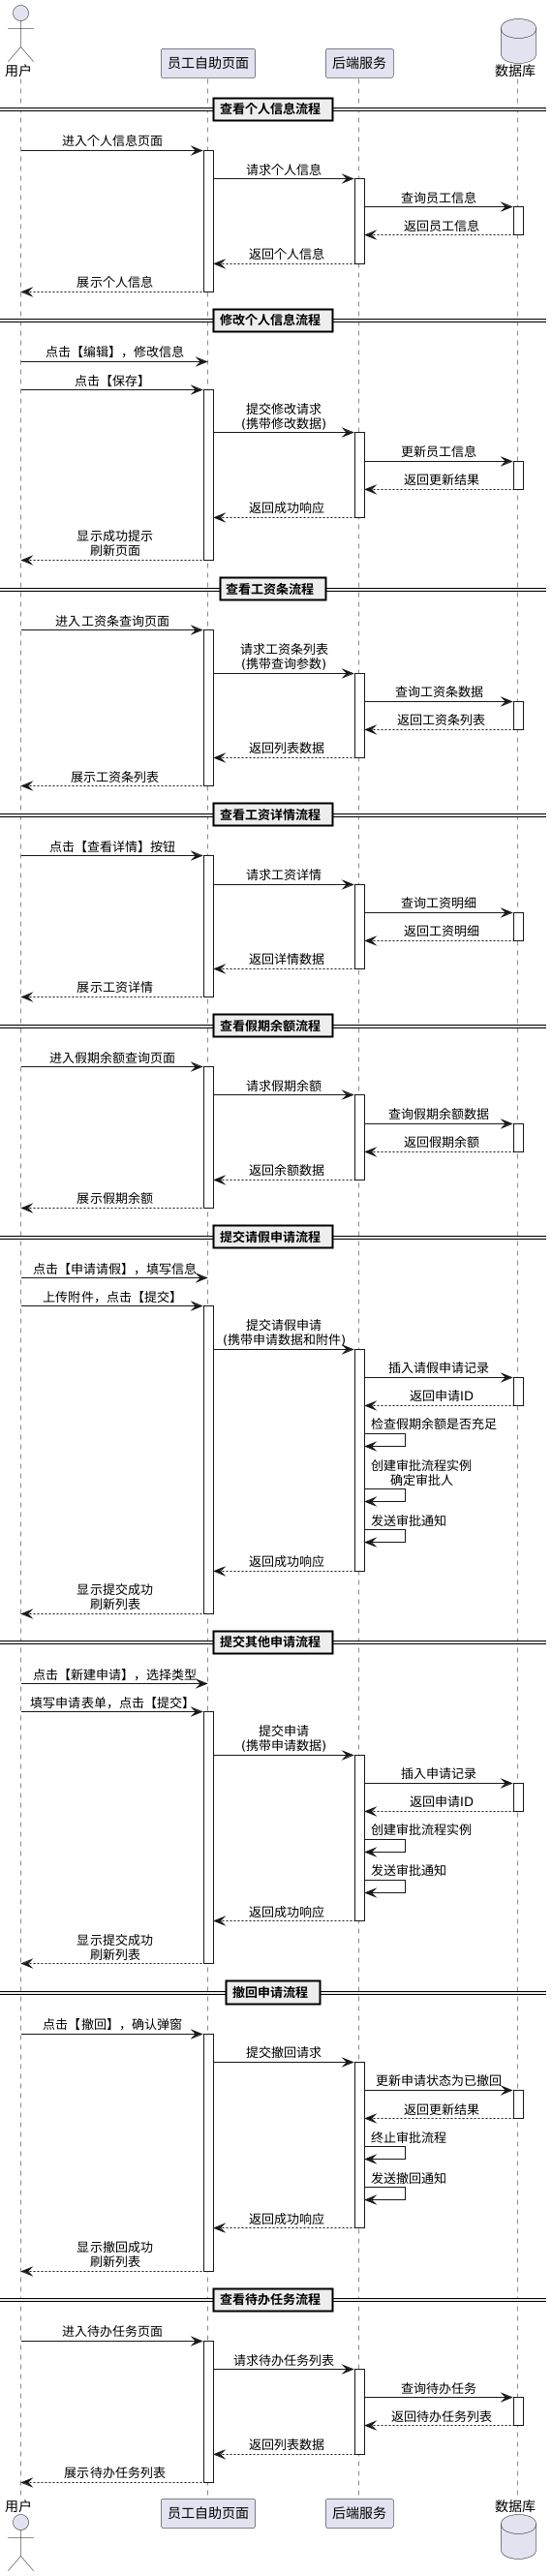 用户
员工自助页面
后端服务
数据库
查看个人信息流程
进入个人信息页面
请求个人信息
查询员工信息
返回员工信息
返回个人信息
展示个人信息
修改个人信息流程
点击【编辑】，修改信息
点击【保存】
提交修改请求
(携带修改数据)
更新员工信息
返回更新结果
返回成功响应
显示成功提示
刷新页面
查看工资条流程
进入工资条查询页面
请求工资条列表
(携带查询参数)
查询工资条数据
返回工资条列表
返回列表数据
展示工资条列表
查看工资详情流程
点击【查看详情】按钮
请求工资详情
查询工资明细
返回工资明细
返回详情数据
展示工资详情
查看假期余额流程
进入假期余额查询页面
请求假期余额
查询假期余额数据
返回假期余额
返回余额数据
展示假期余额
提交请假申请流程
点击【申请请假】，填写信息
上传附件，点击【提交】
提交请假申请
(携带申请数据和附件)
插入请假申请记录
返回申请ID
检查假期余额是否充足
创建审批流程实例
确定审批人
发送审批通知
返回成功响应
显示提交成功
刷新列表
提交其他申请流程
点击【新建申请】，选择类型
填写申请表单，点击【提交】
提交申请
(携带申请数据)
插入申请记录
返回申请ID
创建审批流程实例
发送审批通知
返回成功响应
显示提交成功
刷新列表
撤回申请流程
点击【撤回】，确认弹窗
提交撤回请求
更新申请状态为已撤回
返回更新结果
终止审批流程
发送撤回通知
返回成功响应
显示撤回成功
刷新列表
查看待办任务流程
进入待办任务页面
请求待办任务列表
查询待办任务
返回待办任务列表
返回列表数据
展示待办任务列表
用户
员工自助页面
后端服务
数据库